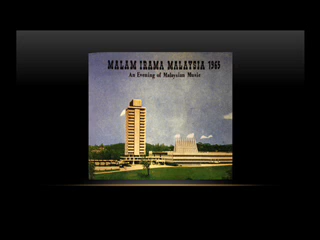 MALAM IRAMA MALAYSIA 1965
An Evening of Malaysian Music